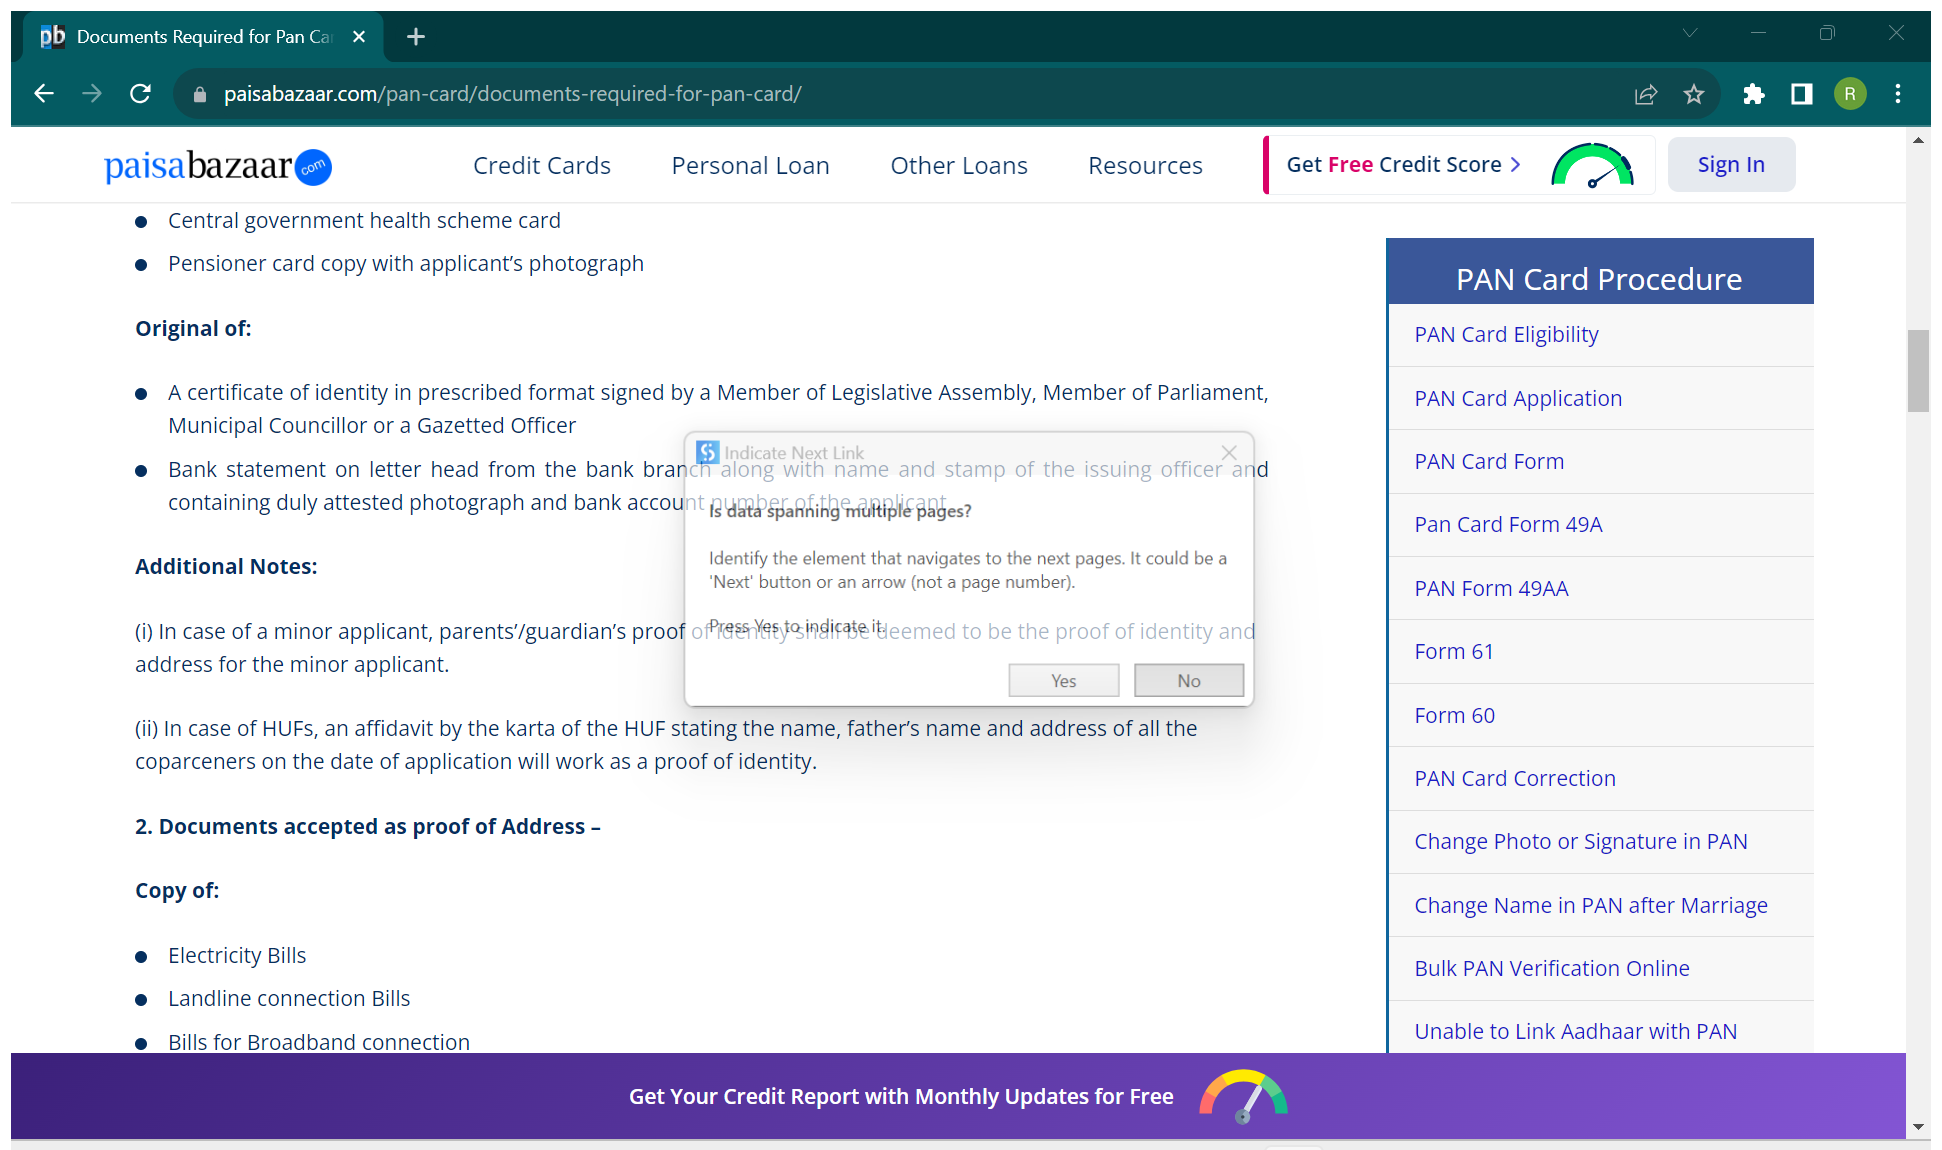 pb Documents Required for Pan Ca
paisabazaar.com/pan-card/documents-required-for-pan-card/
R
paisabazaar com
Credit Cards
Personal Loan
Other Loans
Resources
Get Free Credit Score >
Sign In
Central government health scheme card
Pensioner card copy with applicant’s photograph
Original of:
A certificate of identity in prescribed format signed by a Member of Legislative Assembly, Member of Parliament,
Municipal Councillor or a Gazetted Officer
Bank statement on letter head from the bank branch along with name and stamp of the issuing officer and
containing duly attested photograph and bank account number of the applicant
Additional Notes:
(i) In case of a minor applicant, parents’/guardian’s proof of identity shall be deemed to be the proof of identity and
address for the minor applicant.
(ii) In case of HUFs, an affidavit by the karta of the HUF stating the name, father’s name and address of all the
coparceners on the date of application will work as a proof of identity.
2. Documents accepted as proof of Address –
Copy of:
Electricity Bills
Landline connection Bills
Bills for Broadband connection
Indicate Next Link
Is data spanning multiple pages?
Identify the element that navigates to the next pages. It could be a
'Next' button or an arrow (not a page number).
Press Yes to indicate it.
Yes
No
PAN Card Procedure
PAN Card Eligibility
PAN Card Application
PAN Card Form
Pan Card Form 49A
PAN Form 49AA
Form 61
Form 60
PAN Card Correction
Change Photo or Signature in PAN
Change Name in PAN after Marriage
Bulk PAN Verification Online
Unable to Link Aadhaar with PAN
Get Your Credit Report with Monthly Updates for Free